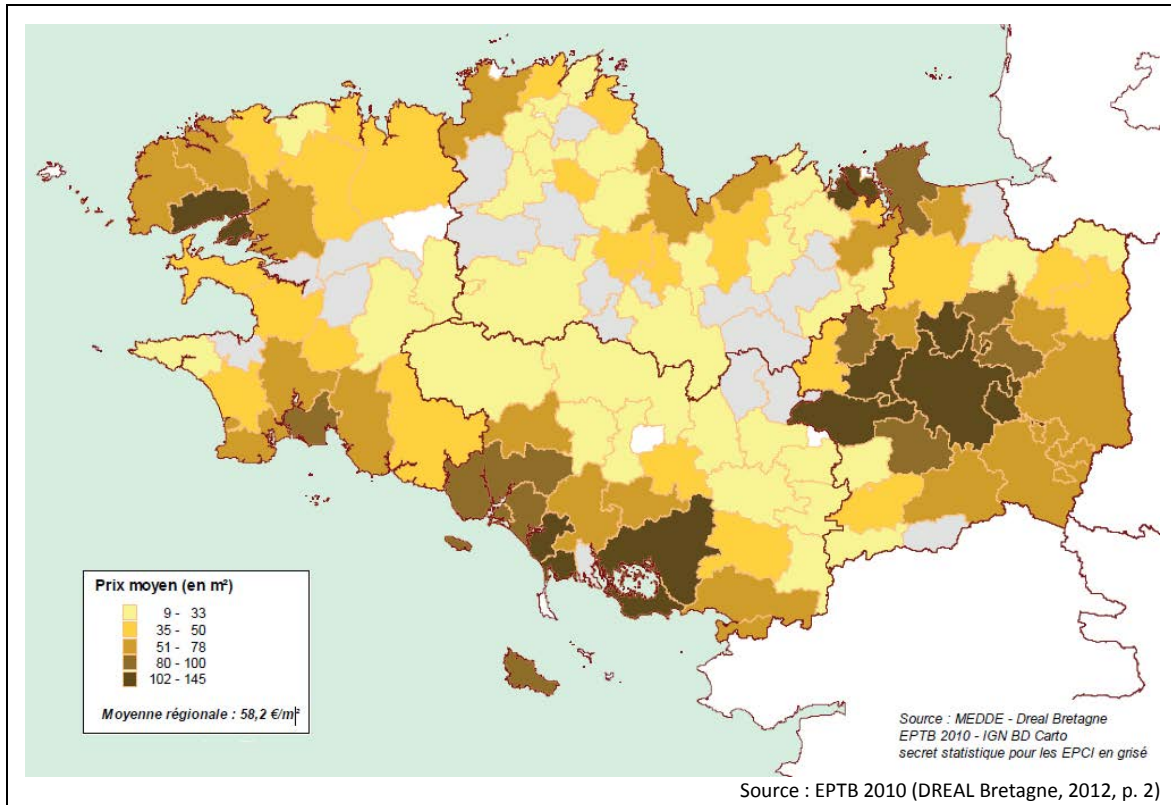 Prix moyen (en m²)
9 - 33
35 - 50
51 - 78
80 - 100
102 - 145
Moyenne régionale : 58,2 €/m²
Source : MEDDE - Dreal Bretagne
EPTB 2010 - IGN BD Carto
secret statistique pour les EPCI en grisé
Source : EPTB 2010 (DREAL Bretagne, 2012, p. 2)